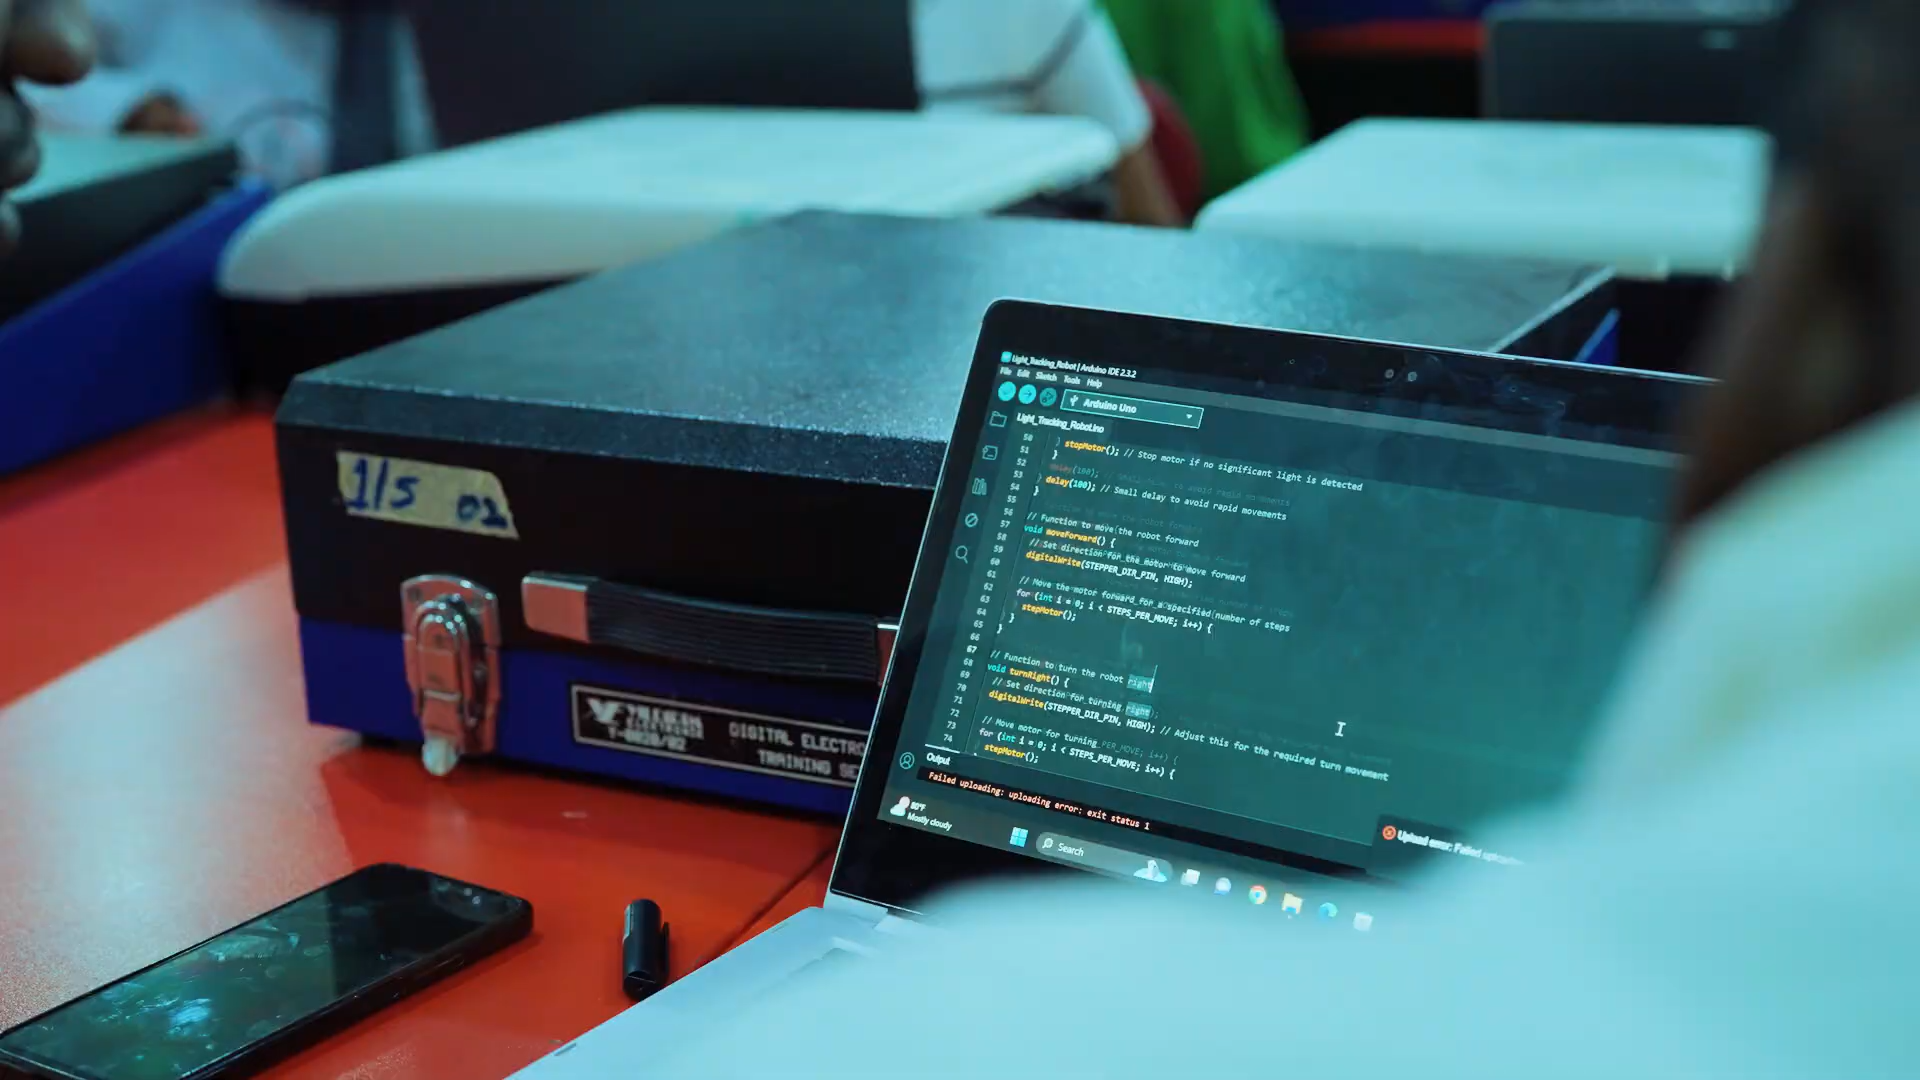 1/5 02
DIGITAL ELECTRO
TRAINING SE
Light_Tracking_Robot | Arduino IDE 2.3.2
File Edit Sketch Tools Help
Arduino Uno
Light_Tracking_Robot.ino
50
51 stopMotor(); // Stop motor if no significant light is detected
52 }
53
54 delay(100); // Small delay to avoid rapid movements
55 }
56
57 // Function to move the robot forward
58 void moveForward() {
59 // Set direction for the motor to move forward
60 digitalWrite(STEPPER_DIR_PIN, HIGH);
61
62 // Move the motor forward for a specified number of steps
63 for (int i = 0; i < STEPS_PER_MOVE; i++) {
64 stepMotor();
65 }
66 }
67
68 // Function to turn the robot right
69 void turnRight() {
70 // Set direction for turning right
71 digitalWrite(STEPPER_DIR_PIN, HIGH); // Adjust this for the required turn movement
72
73 // Move motor for turning
74 for (int i = 0; i < STEPS_PER_MOVE; i++) {
stepMotor();
Output
Failed uploading: uploading error: exit status 1
Upload error: Failed
80°F
Mostly cloudy
Search